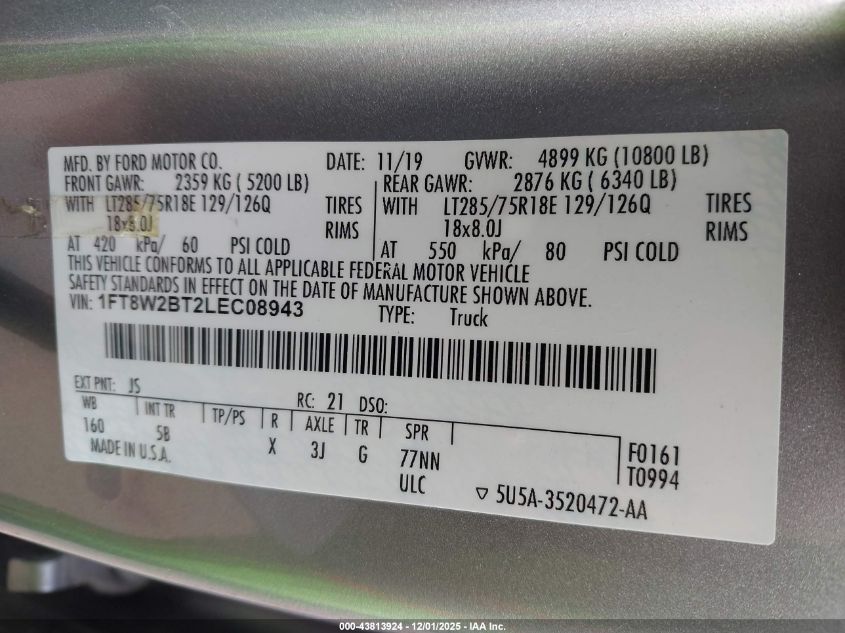 MFD. BY FORD MOTOR CO. DATE: 11/19 GVWR: 4899 KG (10800 LB)
FRONT GAWR: 2359 KG ( 5200 LB) REAR GAWR: 2876 KG ( 6340 LB)
WITH LT285/75R18E 129/126Q TIRES WITH LT285/75R18E 129/126Q TIRES
18x8.0J RIMS 18x8.0J RIMS
AT 420 kPa/ 60 PSI COLD AT 550 kPa/ 80 PSI COLD
THIS VEHICLE CONFORMS TO ALL APPLICABLE FEDERAL MOTOR VEHICLE
SAFETY STANDARDS IN EFFECT ON THE DATE OF MANUFACTURE SHOWN ABOVE.
VIN: 1FT8W2BT2LEC08943 TYPE: Truck
EXT PNT: JS RC: 21 DSO:
WB INT TR TP/PS R AXLE TR SPR
160 5B X 3J G 77NN F0161
MADE IN U.S.A. ULC T0994
▽ 5U5A-3520472-AA
000-43813924 / 12/01/2025 - IAA Inc.